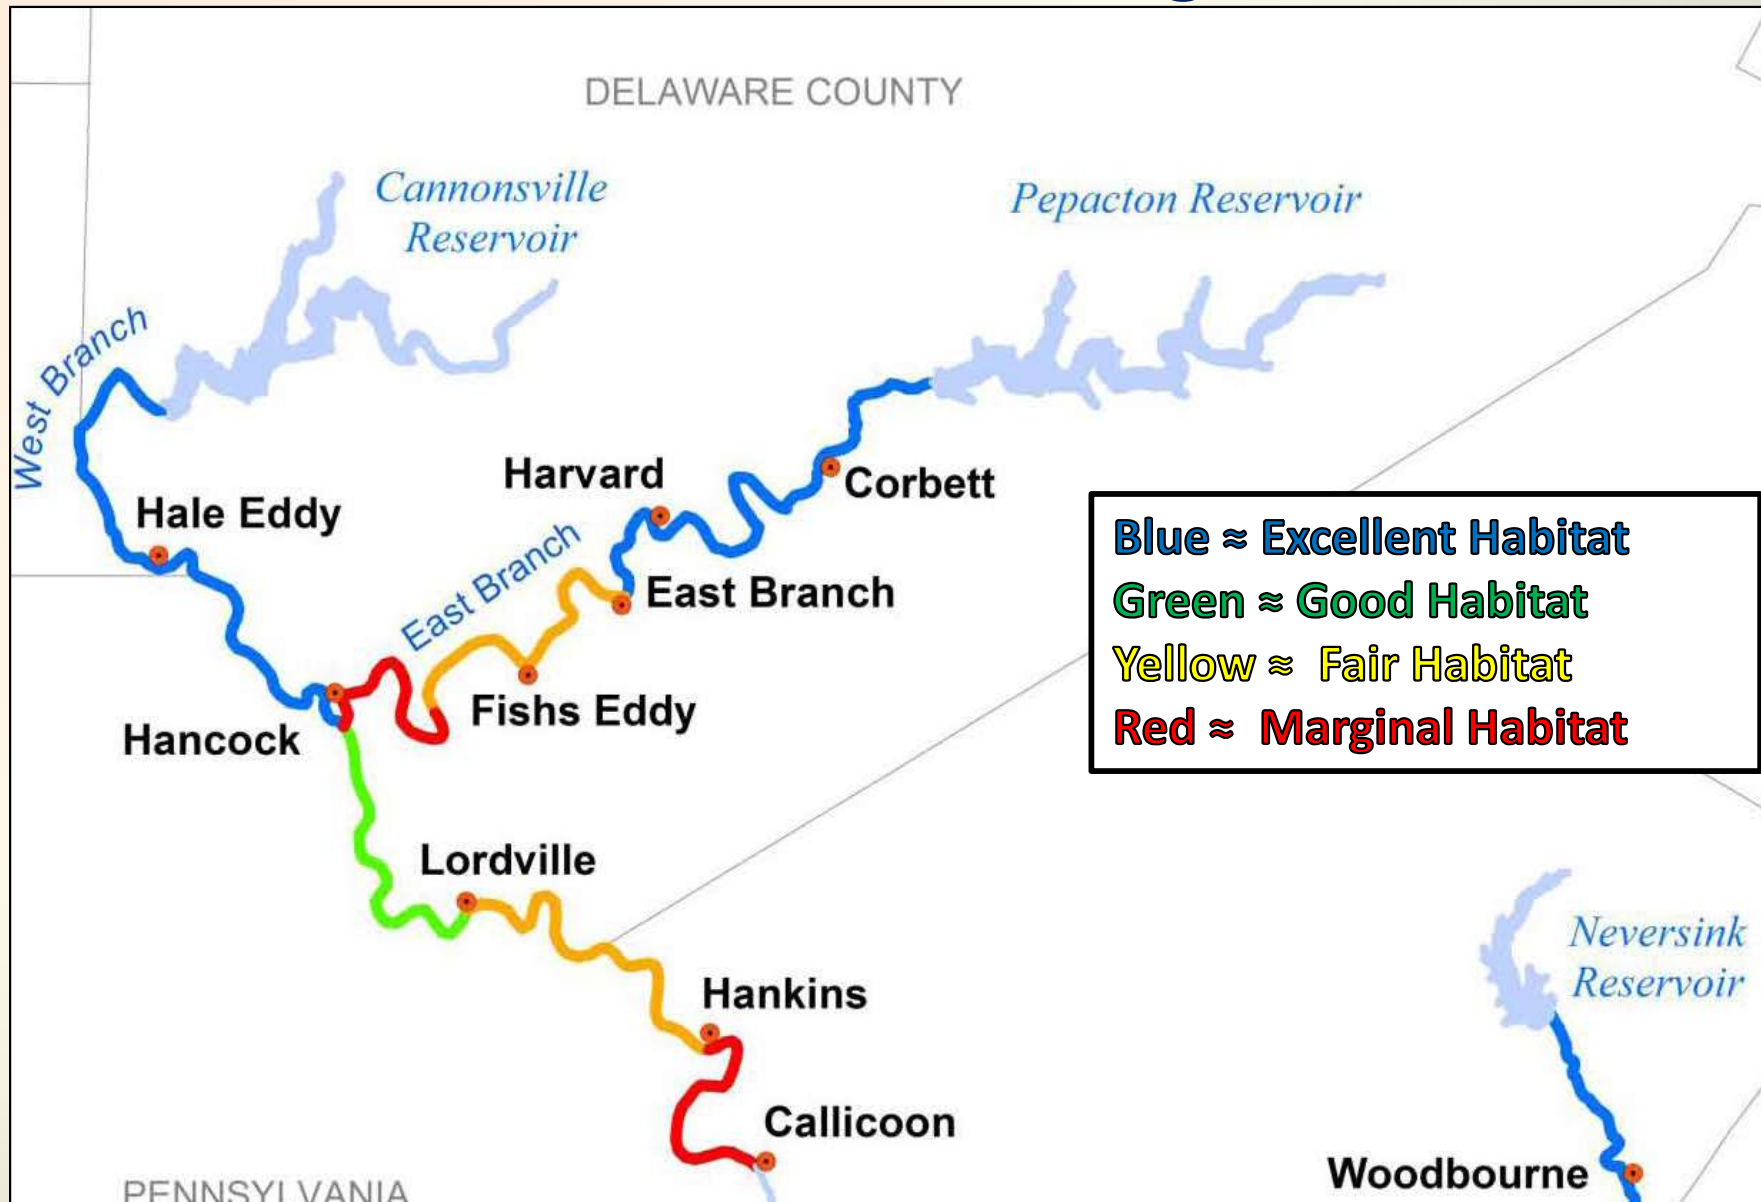 DELAWARE COUNTY
Cannonsville
Reservoir
Pepacton Reservoir
West Branch
Harvard
Corbett
Hale Eddy
East Branch
East Branch
Fishs Eddy
Hancock
Blue ≈ Excellent Habitat
Green ≈ Good Habitat
Yellow ≈ Fair Habitat
Red ≈ Marginal Habitat
Lordville
Neversink
Reservoir
Hankins
Callicoon
Woodbourne
PENNSYLVANIA